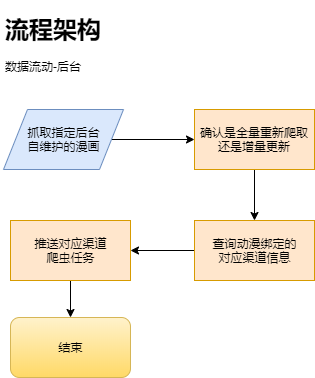 流程架构
数据流动-后台
抓取指定后台
自维护的漫画
确认是全量重新爬取
还是增量更新
推送对应渠道
爬虫任务
查询动漫绑定的
对应渠道信息
结束